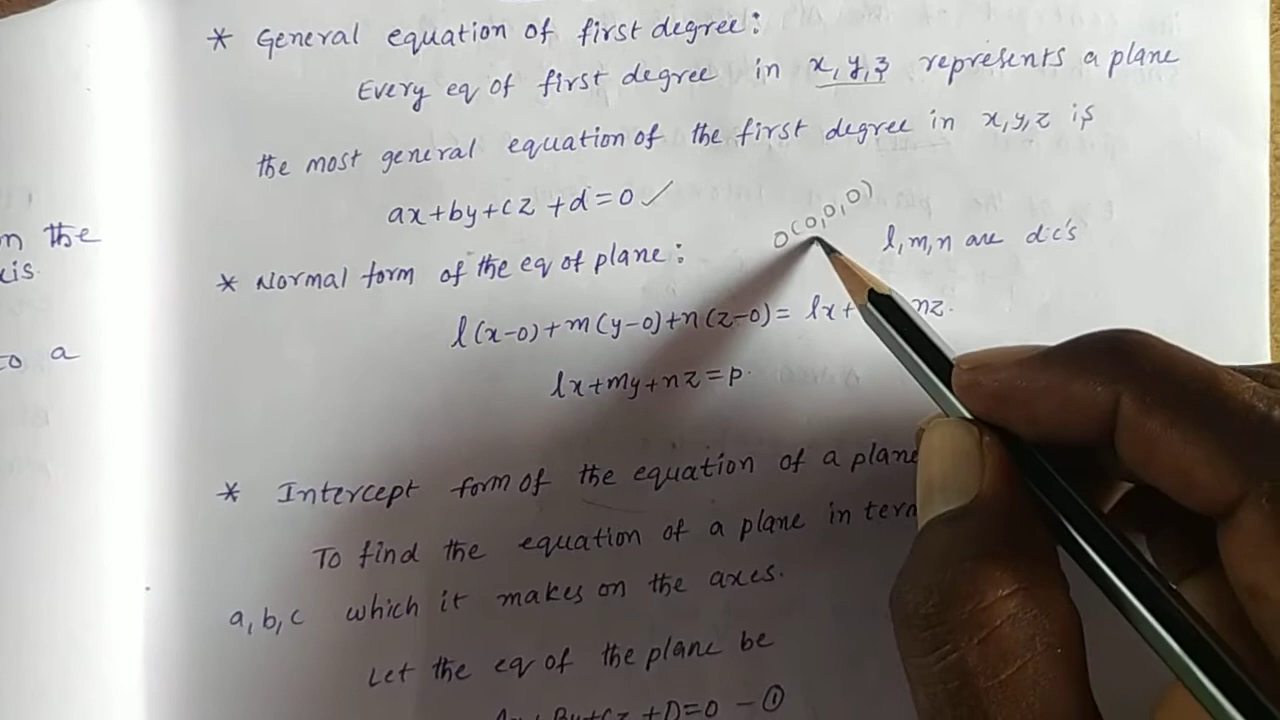 * General equation of first degree:
Every eq of first degree in x, y, z represents a plane
the most general equation of the first degree in x, y, z is
ax+by+cz +d=0 ✓
O(0,0,0)
* Normal form of the eq of plane:
l, m, n are dc's
l(x-0)+m(y-0)+n(z-0)= lx+ nz.
lx+my+nz=p.
* Intercept form of the equation of a plane
To find the equation of a plane in
a, b, c which it makes on the axes.
Let the eq of the plane be
+D=0 - ①
n the
to a